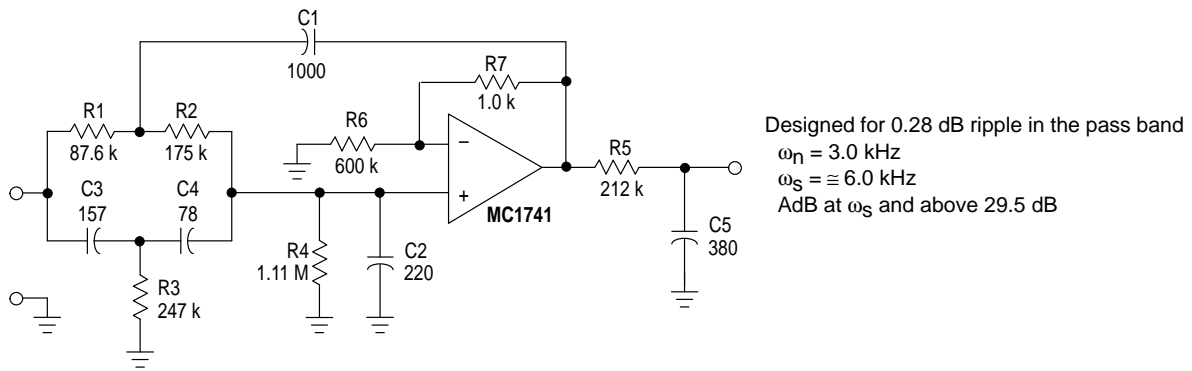 C1
1000
R7
1.0 k
R1
87.6 k
R2
175 k
R6
600 k
−
+
MC1741
R5
212 k
C3
157
C4
78
R3
247 k
R4
1.11 M
C2
220
C5
380
Designed for 0.28 dB ripple in the pass band
ωn = 3.0 kHz
ωs = ≅ 6.0 kHz
AdB at ωs and above 29.5 dB